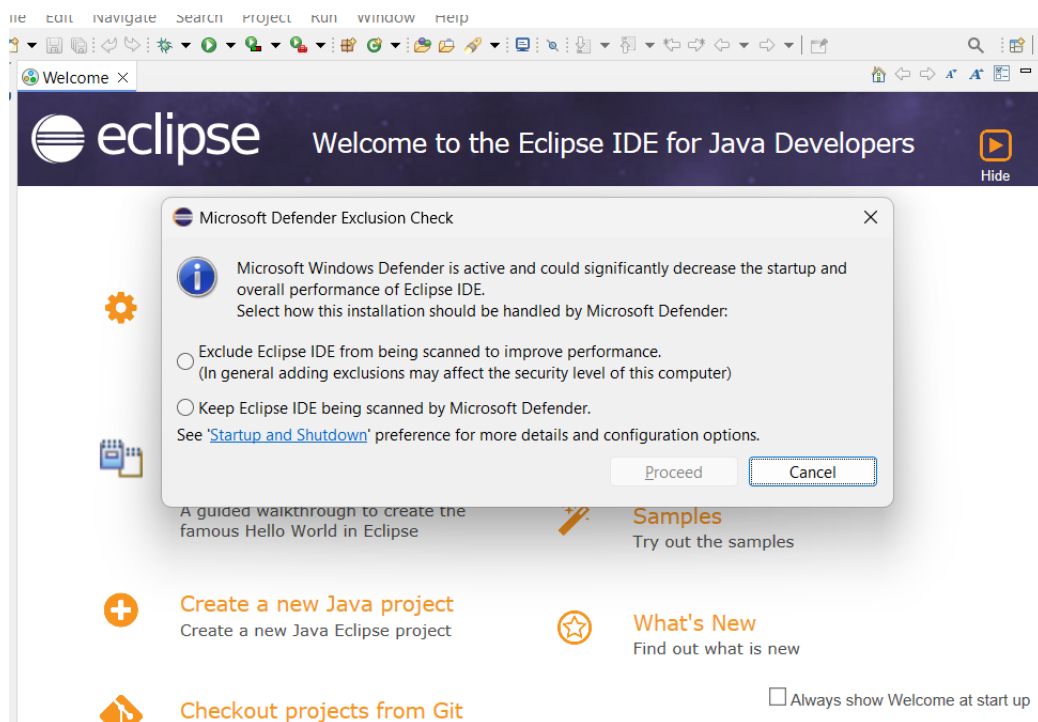 Edit Navigate Search Project Run Window Help
Welcome
eclipse
Welcome to the Eclipse IDE for Java Developers
Hide
Microsoft Defender Exclusion Check
Microsoft Windows Defender is active and could significantly decrease the startup and
overall performance of Eclipse IDE.
Select how this installation should be handled by Microsoft Defender:
Exclude Eclipse IDE from being scanned to improve performance.
(In general adding exclusions may affect the security level of this computer)
Keep Eclipse IDE being scanned by Microsoft Defender.
See 'Startup and Shutdown' preference for more details and configuration options.
Proceed
Cancel
A guided walkthrough to create the
famous Hello World in Eclipse
Samples
Try out the samples
Create a new Java project
Create a new Java Eclipse project
What's New
Find out what is new
Always show Welcome at start up
Checkout projects from Git